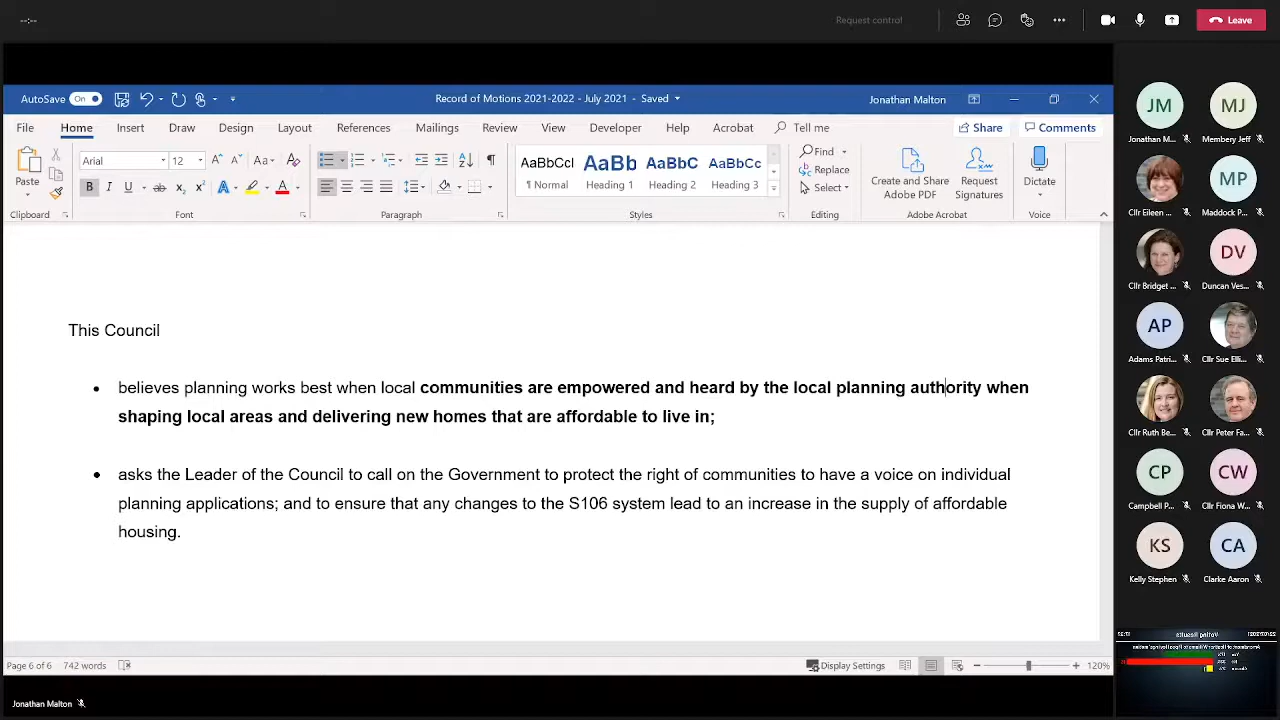 --:--
Request control
Leave
AutoSave On
Record of Motions 2021-2022 - July 2021 - Saved
Jonathan Malton
File Home Insert Draw Design Layout References Mailings Review View Developer Help Acrobat Tell me
Share Comments
Paste
Arial 12
AaBbCcI AaBb AaBbC AaBbCc
¶ Normal Heading 1 Heading 2 Heading 3
Find
Replace
Select
Create and Share Adobe PDF
Request Signatures
Dictate
Clipboard Font Paragraph Styles Editing Adobe Acrobat Voice
This Council
• believes planning works best when local communities are empowered and heard by the local planning authority when
shaping local areas and delivering new homes that are affordable to live in;
• asks the Leader of the Council to call on the Government to protect the right of communities to have a voice on individual
planning applications; and to ensure that any changes to the S106 system lead to an increase in the supply of affordable
housing.
Page 6 of 6 742 words
Display Settings
120%
Jonathan Malton
JM MJ
Jonathan M... Membery Jeff
MP
Cllr Eileen ... Maddock P...
DV
Cllr Bridget ... Duncan Ves...
AP
Adams Patri... Cllr Sue Elli...
Cllr Ruth Be... Cllr Peter Fa...
CP CW
Campbell P... Cllr Fiona W...
KS CA
Kelly Stephen Clarke Aaron
Voting Results